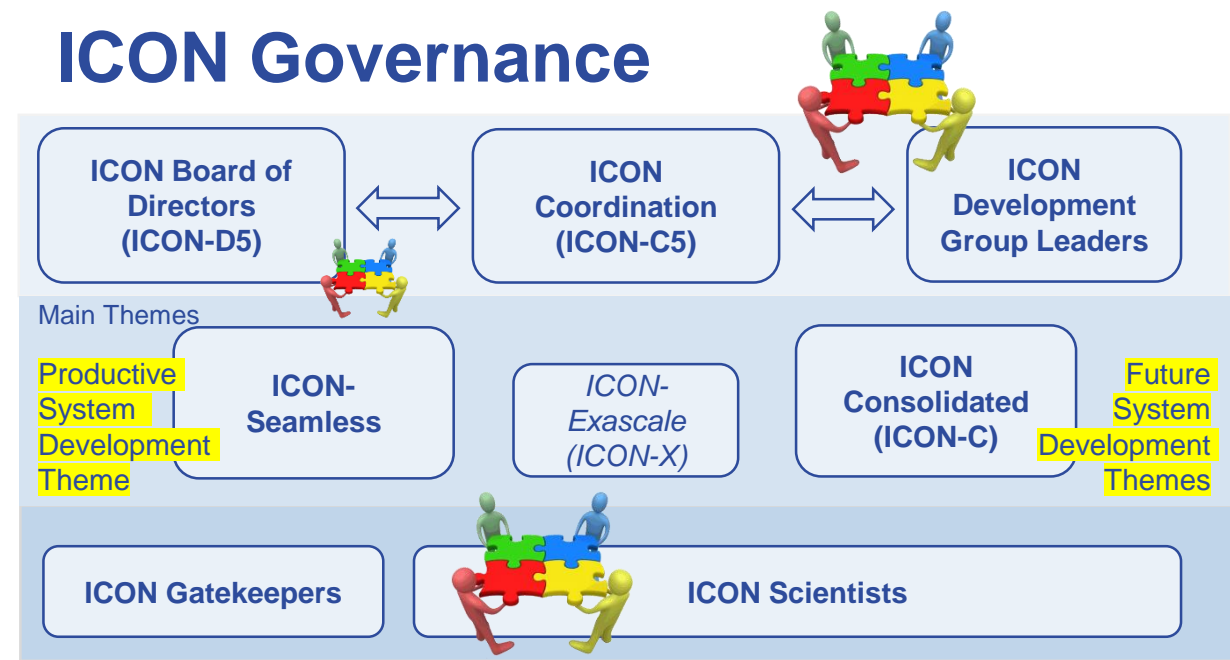 ICON Governance
ICON Board of
Directors
(ICON-D5)
ICON
Coordination
(ICON-C5)
ICON
Development
Group Leaders
Main Themes
Productive
System
Development
Theme
ICON-
Seamless
ICON-
Exascale
(ICON-X)
ICON
Consolidated
(ICON-C)
Future
System
Development
Themes
ICON Gatekeepers
ICON Scientists